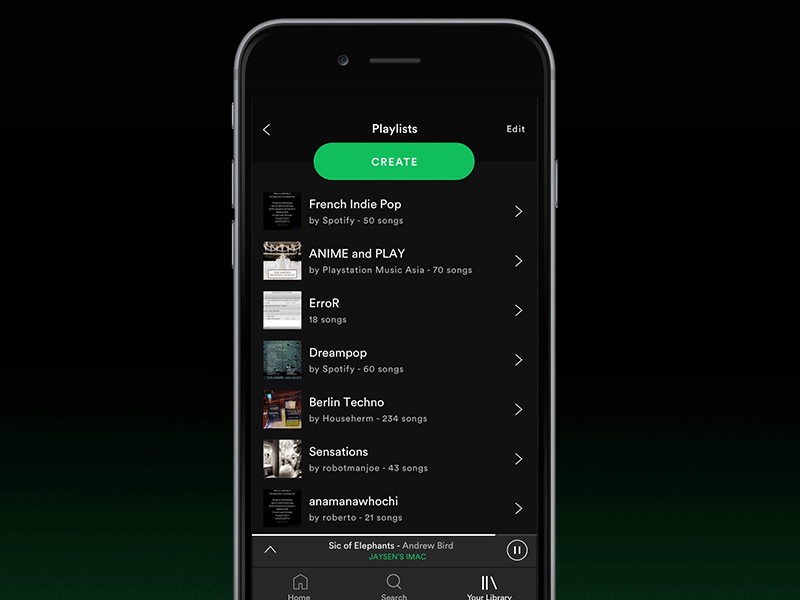 Playlists
Edit
CREATE
French Indie Pop
by Spotify - 50 songs
ANIME and PLAY
by Playstation Music Asia - 70 songs
ErroR
18 songs
Dreampop
by Spotify - 60 songs
Berlin Techno
by Househerm - 234 songs
Sensations
by robotmanjoe - 43 songs
anamanawhochi
by roberto - 21 songs
Sic of Elephants - Andrew Bird
JAYSEN'S IMAC
Home
Search
Your Library